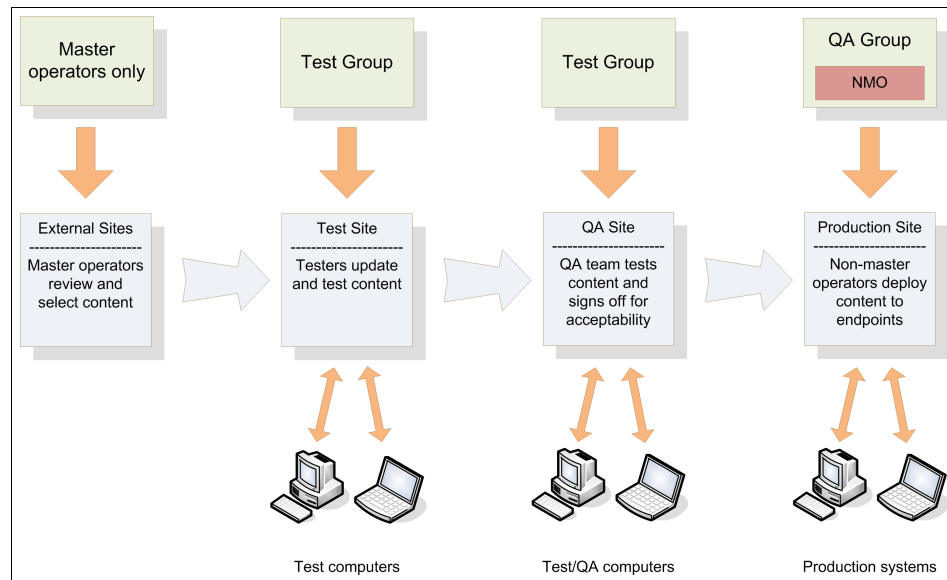 Master
operators only
Test Group
Test Group
QA Group
NMO
External Sites
------------------------
Master operators
review and
select content
Test Site
------------------------
Testers update
and test content
QA Site
------------------------
QA team tests
content and
signs off for
acceptability
Production Site
------------------------
Non-master
operators deploy
content to
endpoints
Test computers
Test/QA computers
Production systems